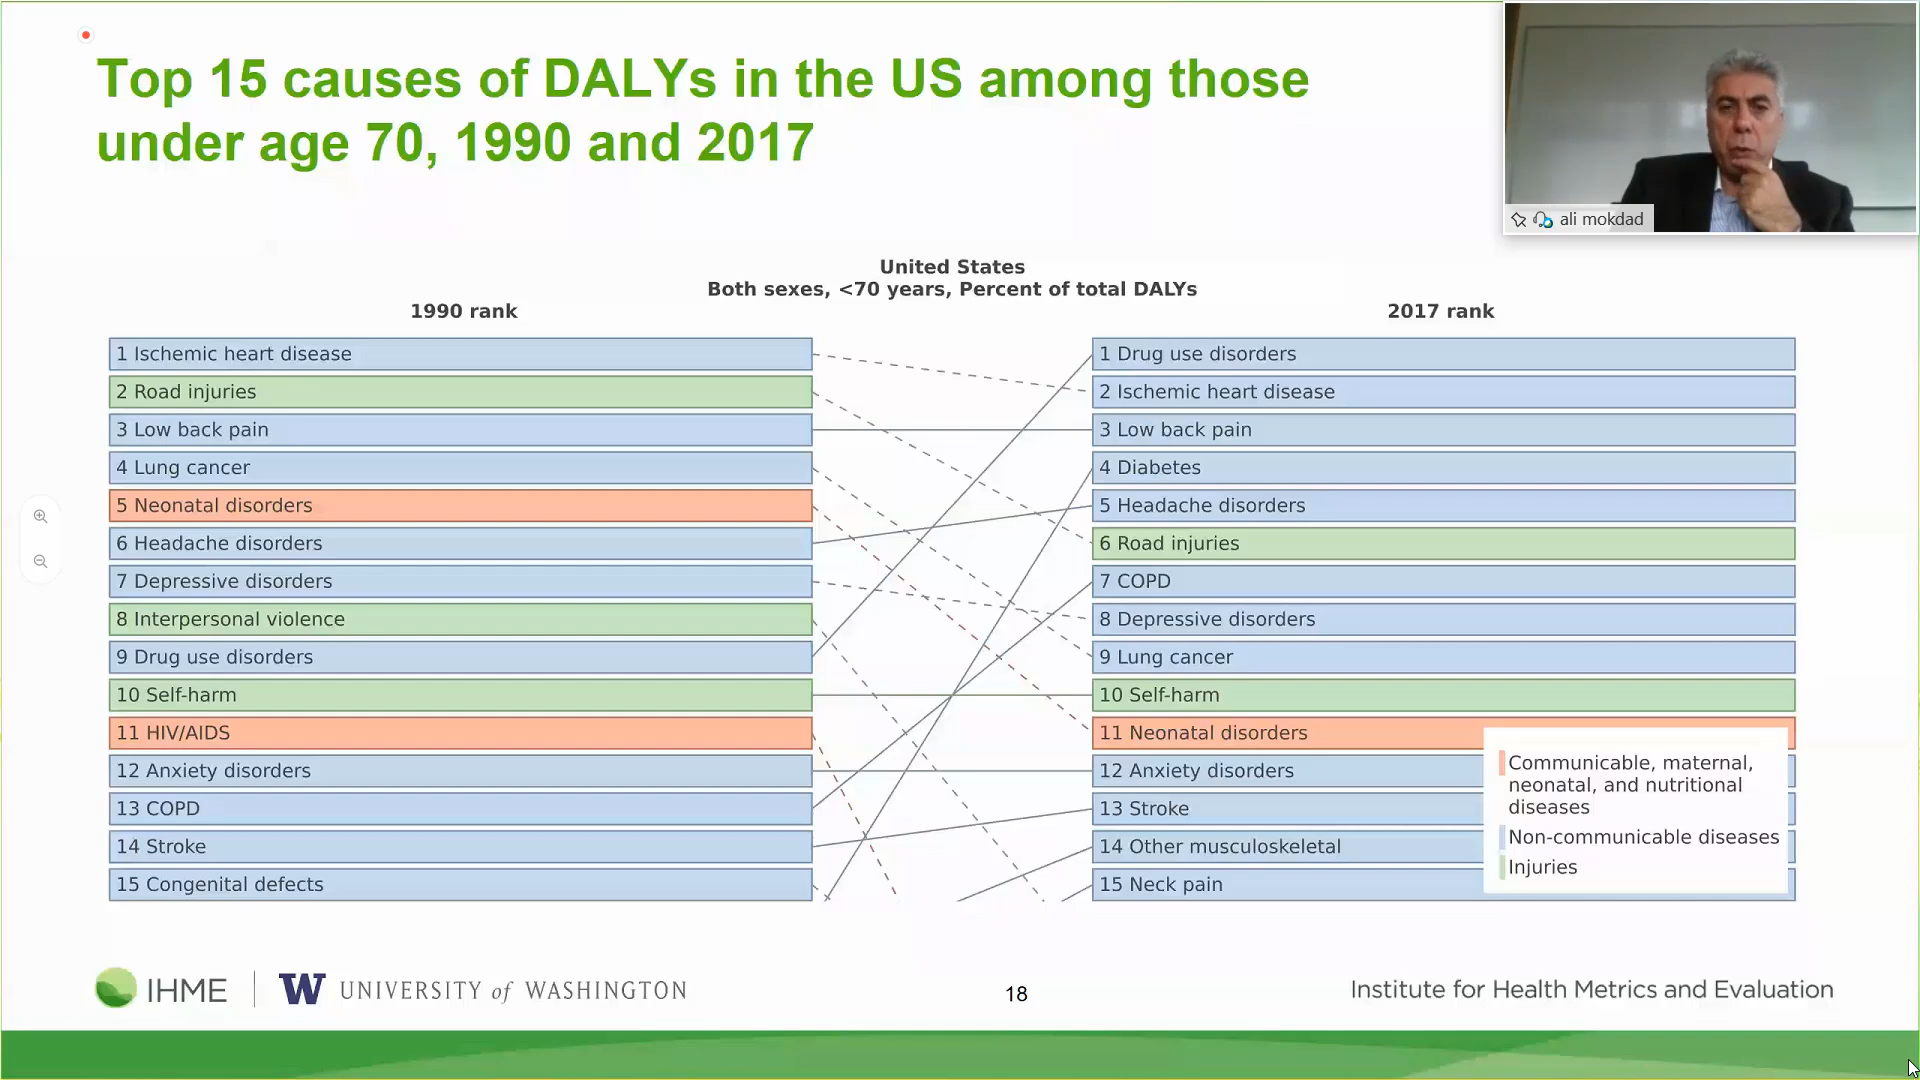 Top 15 causes of DALYs in the US among those
under age 70, 1990 and 2017
ali mokdad
United States
Both sexes, <70 years, Percent of total DALYs
1990 rank
2017 rank
1 Ischemic heart disease
2 Road injuries
3 Low back pain
4 Lung cancer
5 Neonatal disorders
6 Headache disorders
7 Depressive disorders
8 Interpersonal violence
9 Drug use disorders
10 Self-harm
11 HIV/AIDS
12 Anxiety disorders
13 COPD
14 Stroke
15 Congenital defects
1 Drug use disorders
2 Ischemic heart disease
3 Low back pain
4 Diabetes
5 Headache disorders
6 Road injuries
7 COPD
8 Depressive disorders
9 Lung cancer
10 Self-harm
11 Neonatal disorders
12 Anxiety disorders
13 Stroke
14 Other musculoskeletal
15 Neck pain
Communicable, maternal,
neonatal, and nutritional
diseases
Non-communicable diseases
Injuries
IHME
W UNIVERSITY of WASHINGTON
18
Institute for Health Metrics and Evaluation